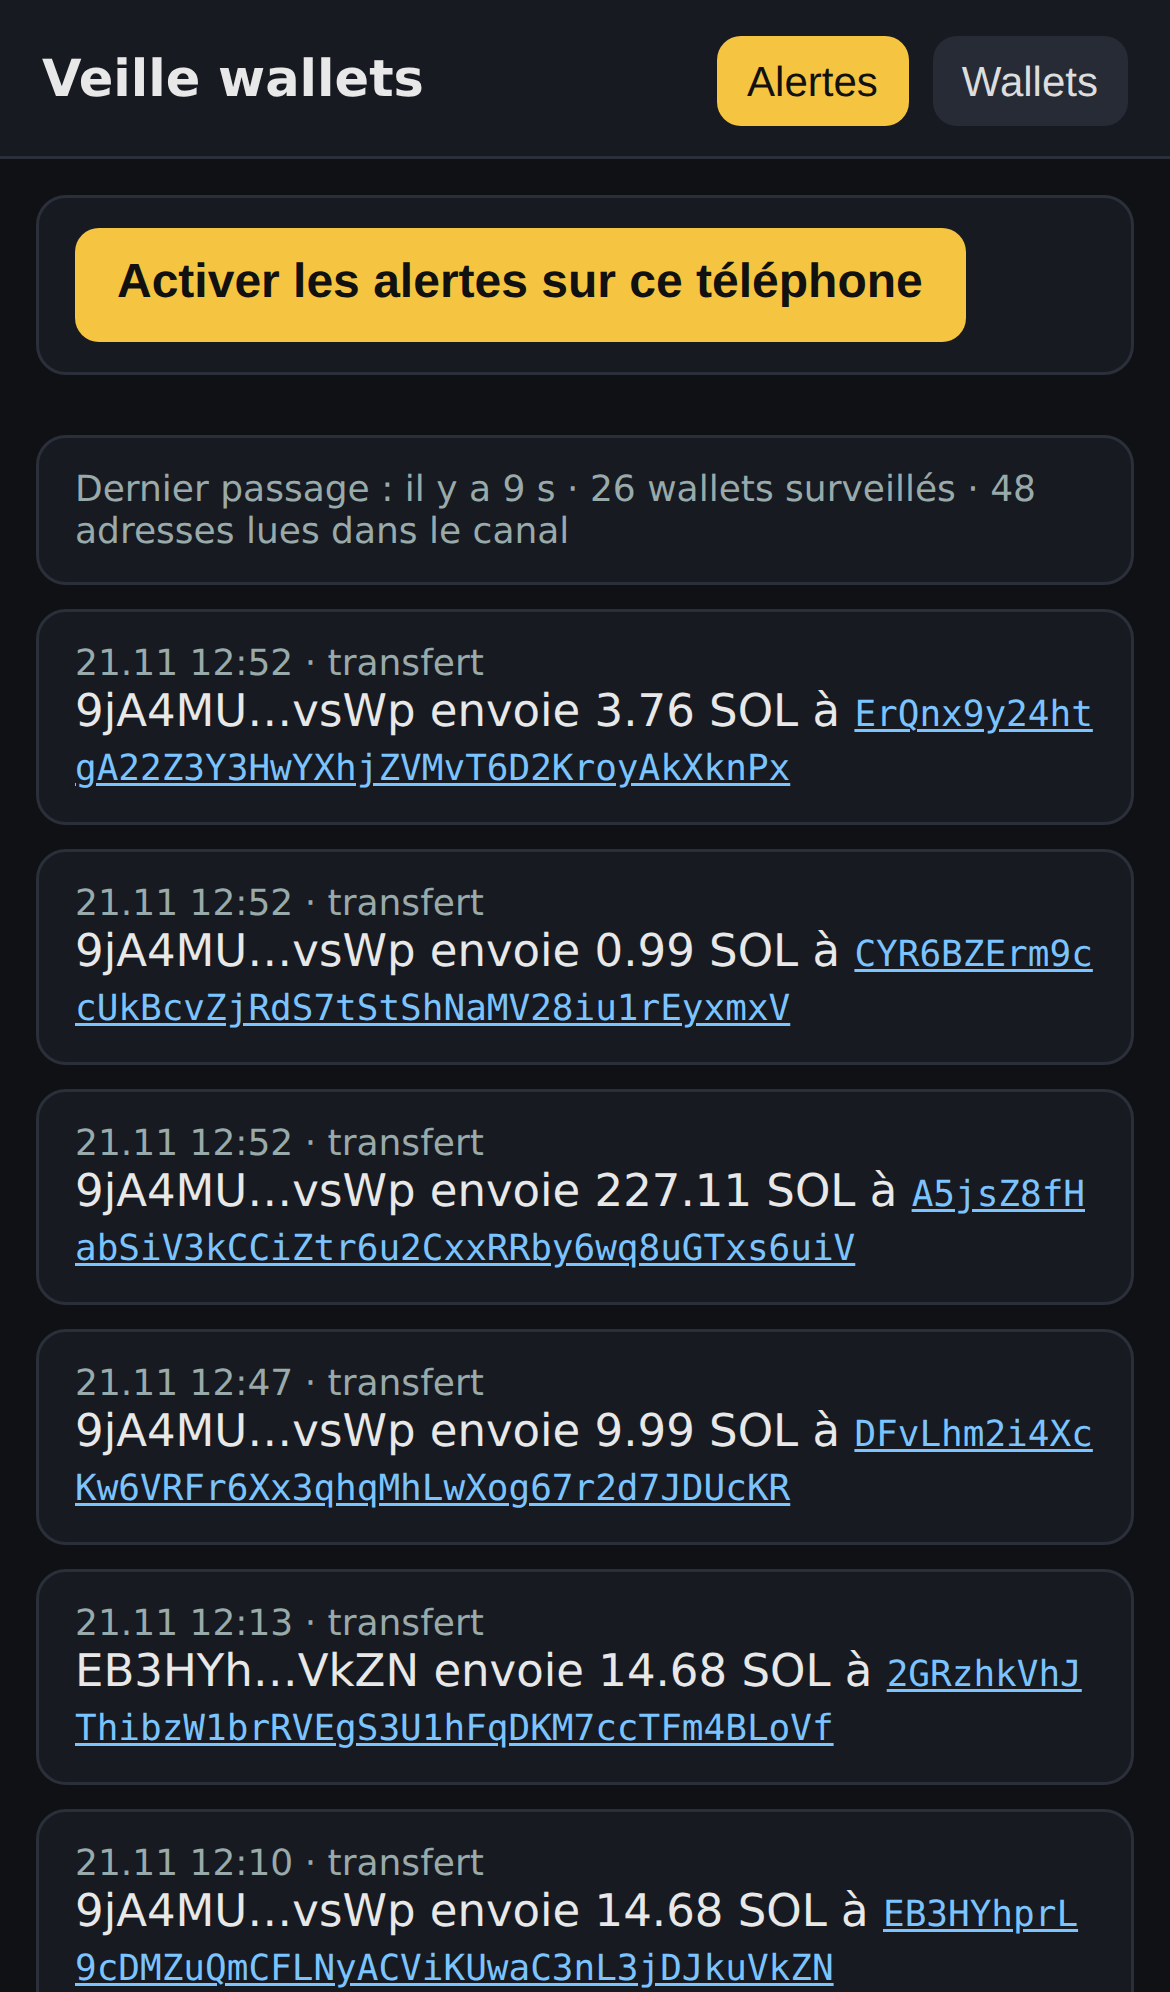 Veille wallets
Alertes
Wallets
Activer les alertes sur ce téléphone
Dernier passage : il y a 9 s · 26 wallets surveillés · 48
adresses lues dans le canal
21.11 12:52 · transfert
9jA4MU…vsWp envoie 3.76 SOL à ErQnx9y24ht
gA22Z3Y3HwYXhjZVMvT6D2KroyAkXknPx
21.11 12:52 · transfert
9jA4MU…vsWp envoie 0.99 SOL à CYR6BZErm9c
cUkBcvZjRdS7tStShNaMV28iu1rEyxmxV
21.11 12:52 · transfert
9jA4MU…vsWp envoie 227.11 SOL à A5jsZ8fH
abSiV3kCCiZtr6u2CxxRRby6wq8uGTxs6uiV
21.11 12:47 · transfert
9jA4MU…vsWp envoie 9.99 SOL à DFvLhm2i4Xc
Kw6VRFr6Xx3qhqMhLwXog67r2d7JDUcKR
21.11 12:13 · transfert
EB3HYh…VkZN envoie 14.68 SOL à 2GRzhkVhJ
ThibzW1brRVEgS3U1hFqDKM7ccTFm4BLoVf
21.11 12:10 · transfert
9jA4MU…vsWp envoie 14.68 SOL à EB3HYhprL
9cDMZuQmCFLNyACViKUwaC3nL3jDJkuVkZN